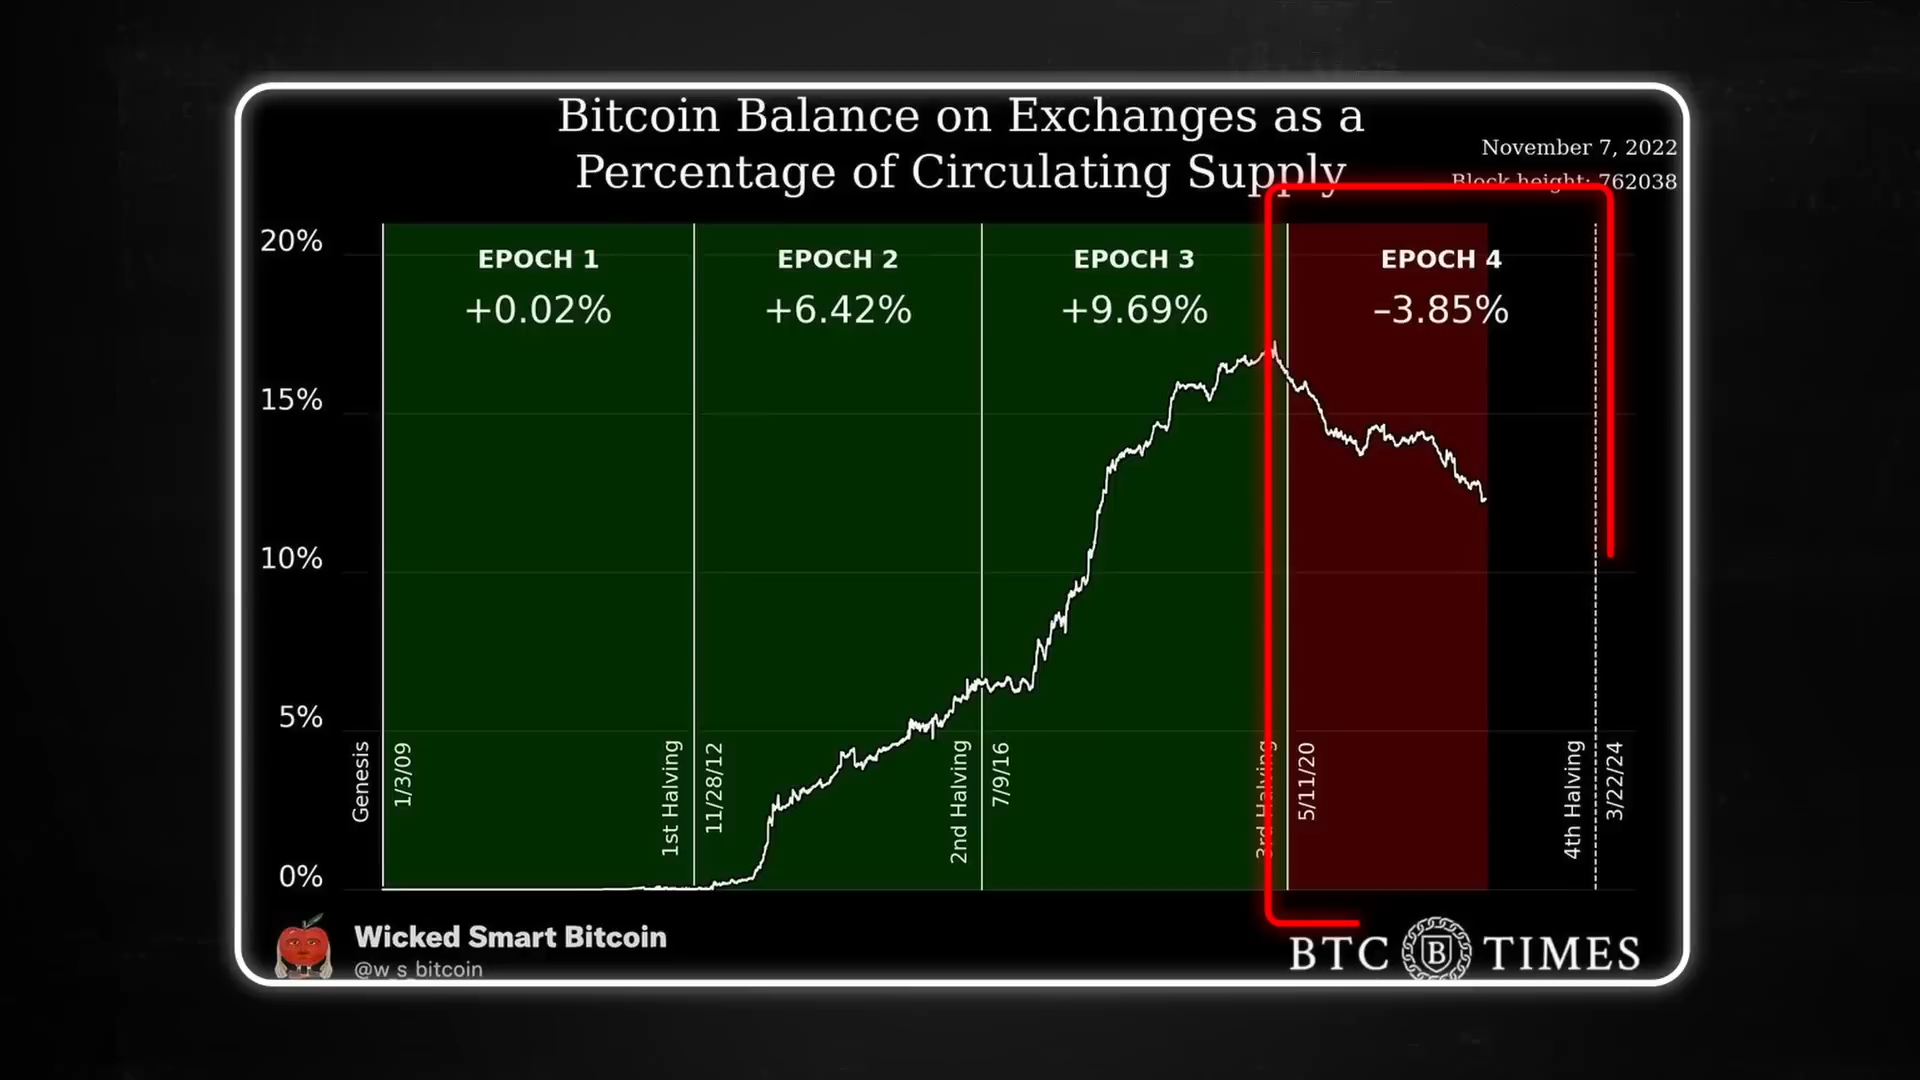 Bitcoin Balance on Exchanges as a
Percentage of Circulating Supply
November 7, 2022
Block height: 762038
20%
15%
10%
5%
0%
EPOCH 1
+0.02%
EPOCH 2
+6.42%
EPOCH 3
+9.69%
EPOCH 4
–3.85%
Genesis
1/3/09
1st Halving
11/28/12
2nd Halving
7/9/16
3rd Halving
5/11/20
4th Halving
3/22/24
Wicked Smart Bitcoin
@w_s_bitcoin
BTC B TIMES